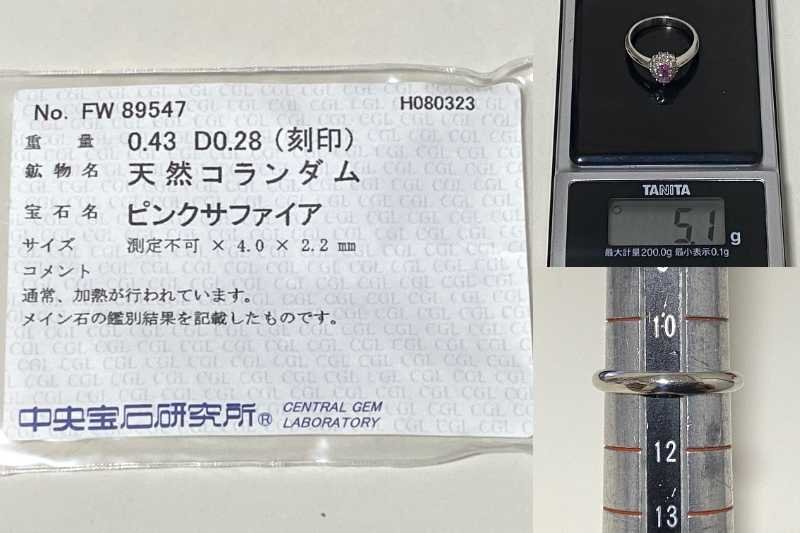 No. FW 89547 H080323
重量 0.43 D0.28 (刻印)
鉱物名 天然コランダム
宝石名 ピンクサファイア
サイズ 測定不可 × 4.0 × 2.2 mm
コメント
通常、加熱が行われています。
メイン石の鑑別結果を記載したものです。
中央宝石研究所® CENTRAL GEM
LABORATORY
TANITA
5.1 g
最大計量200.0g 最小表示0.1g
10
12
13